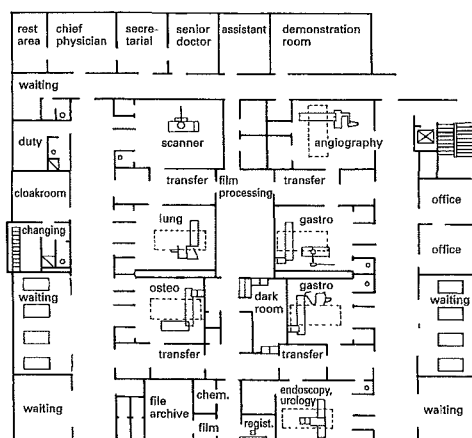 rest
area
chief
physician
secre-
tarial
senior
doctor
assistant
demonstration
room
waiting
duty
scanner
angiography
cloakroom
transfer
film
processing
transfer
office
changing
lung
gastro
office
waiting
osteo
dark
room
gastro
waiting
transfer
transfer
waiting
file
archive
chem.
film
regist.
endoscopy,
urology
waiting